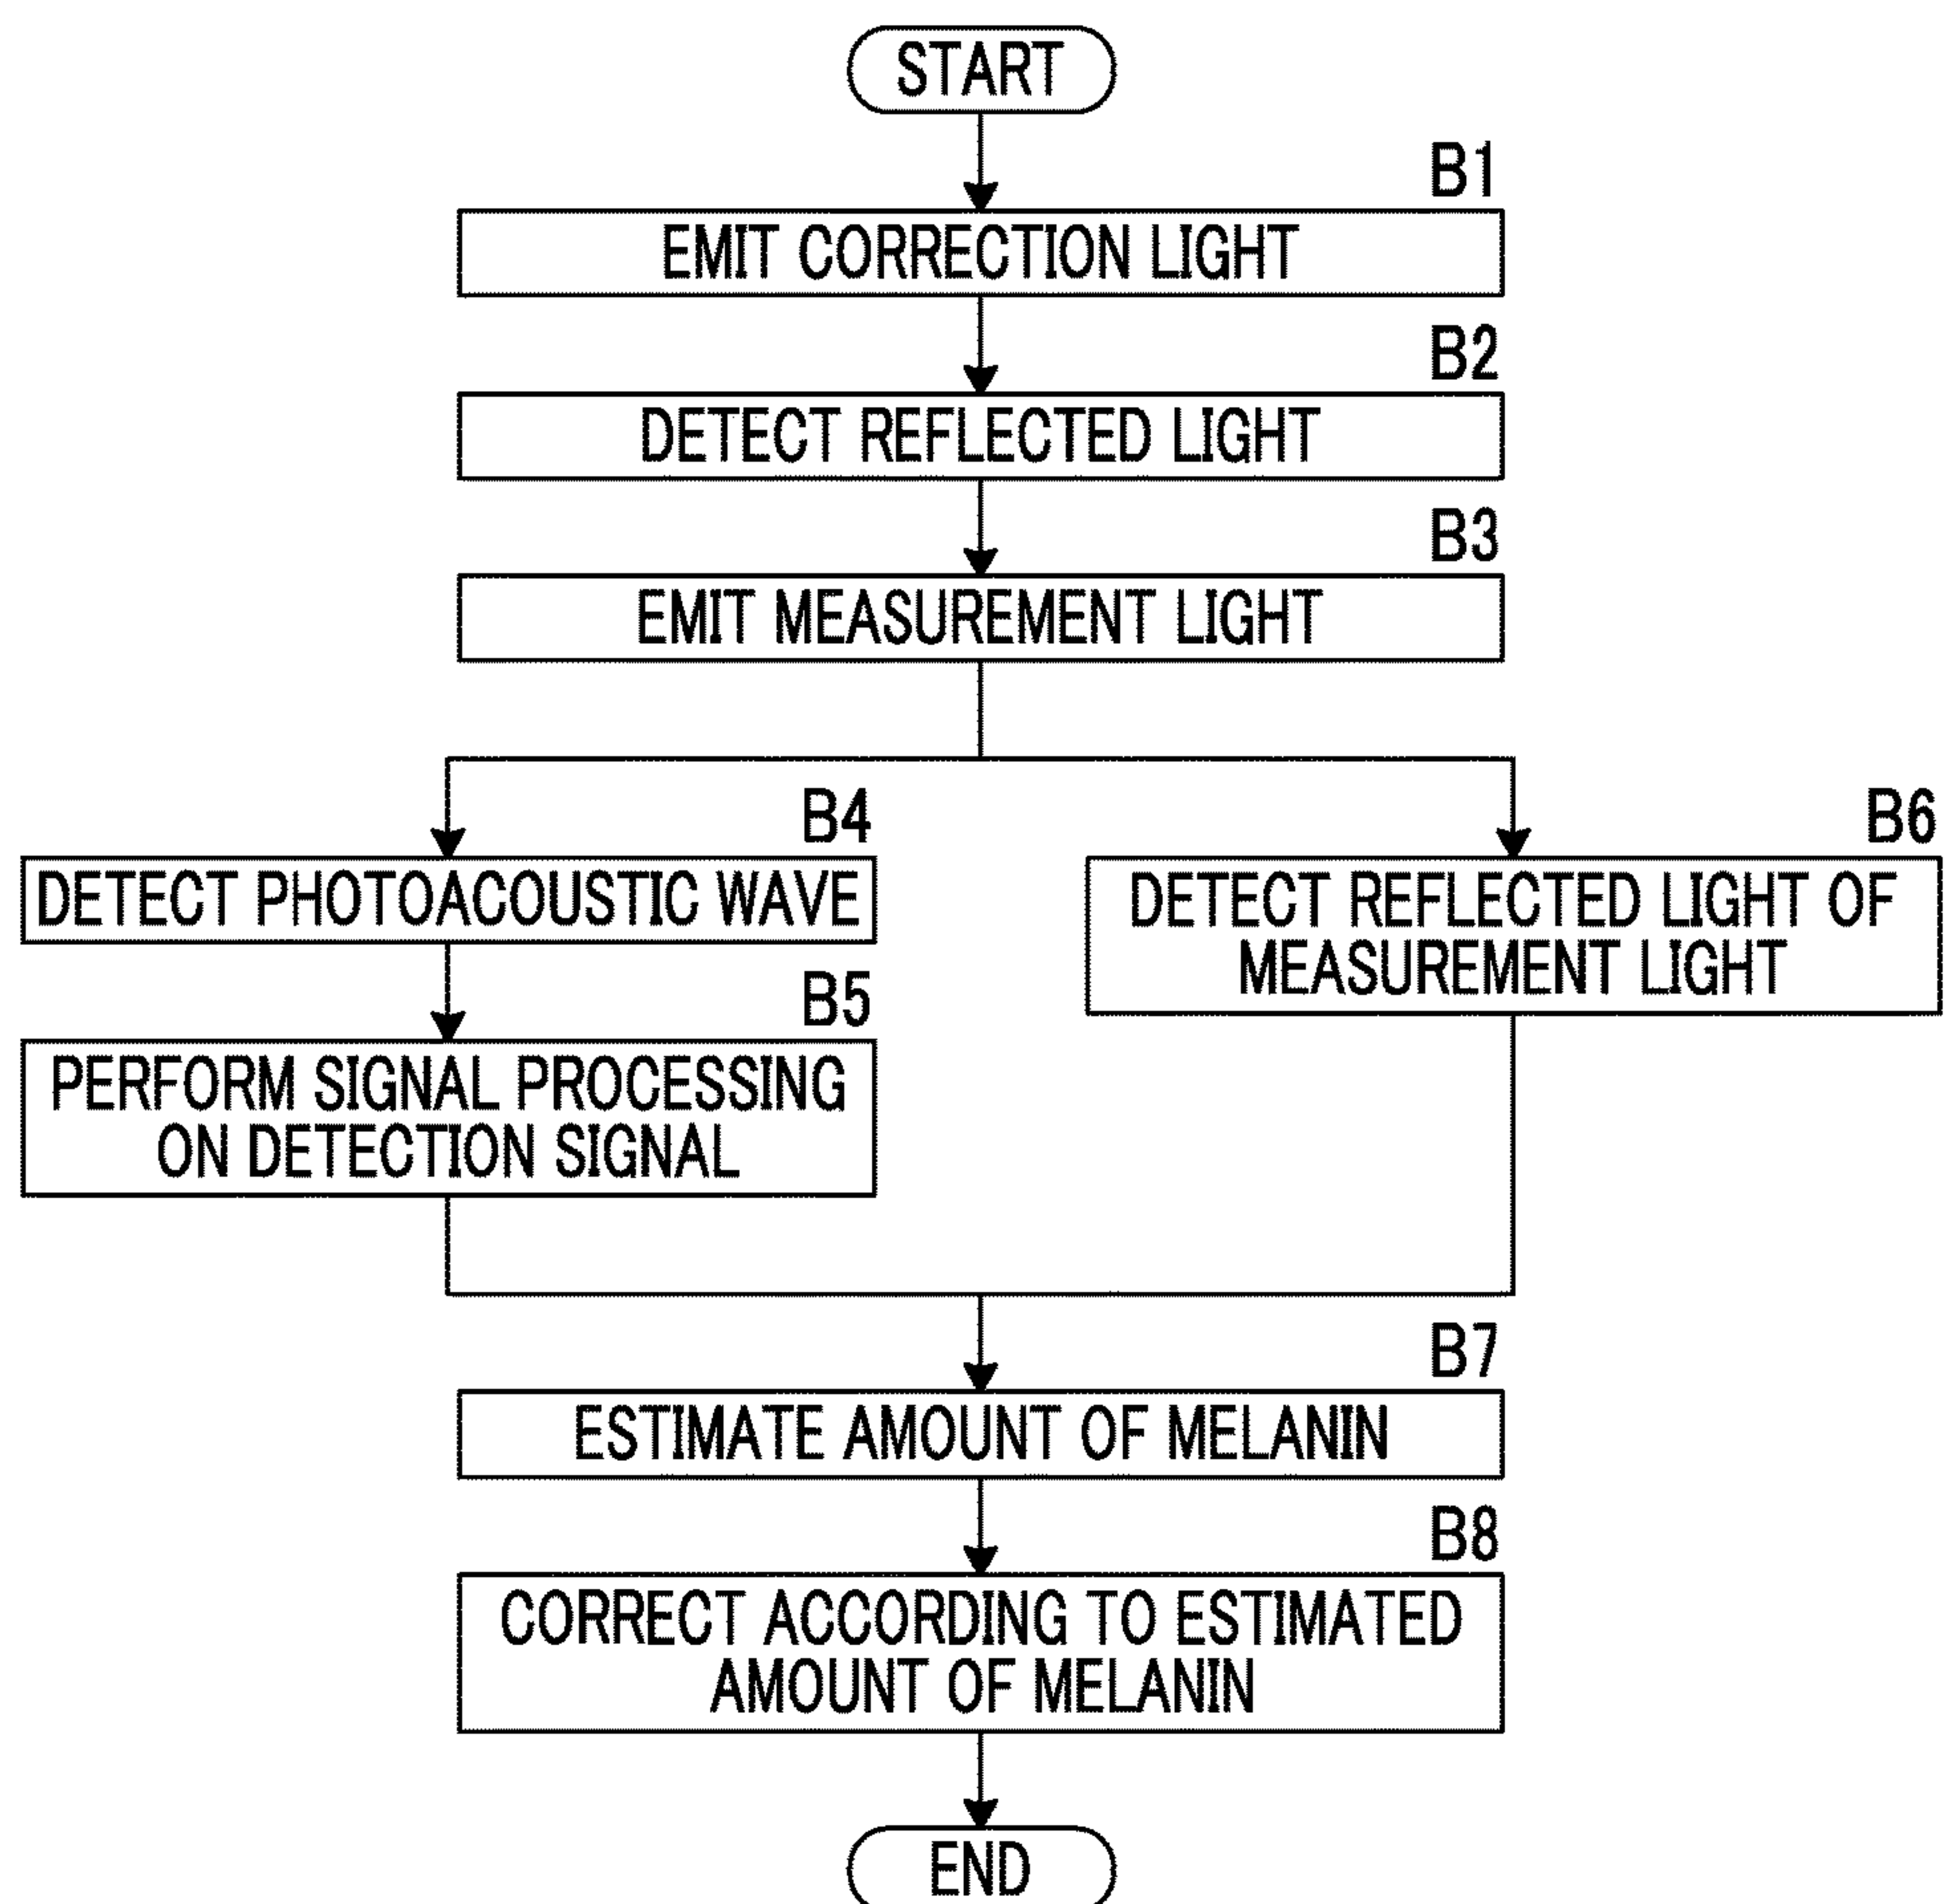 START
B1
EMIT CORRECTION LIGHT
B2
DETECT REFLECTED LIGHT
B3
EMIT MEASUREMENT LIGHT
B4
DETECT PHOTOACOUSTIC WAVE
B5
PERFORM SIGNAL PROCESSING
ON DETECTION SIGNAL
B6
DETECT REFLECTED LIGHT OF
MEASUREMENT LIGHT
B7
ESTIMATE AMOUNT OF MELANIN
B8
CORRECT ACCORDING TO ESTIMATED
AMOUNT OF MELANIN
END